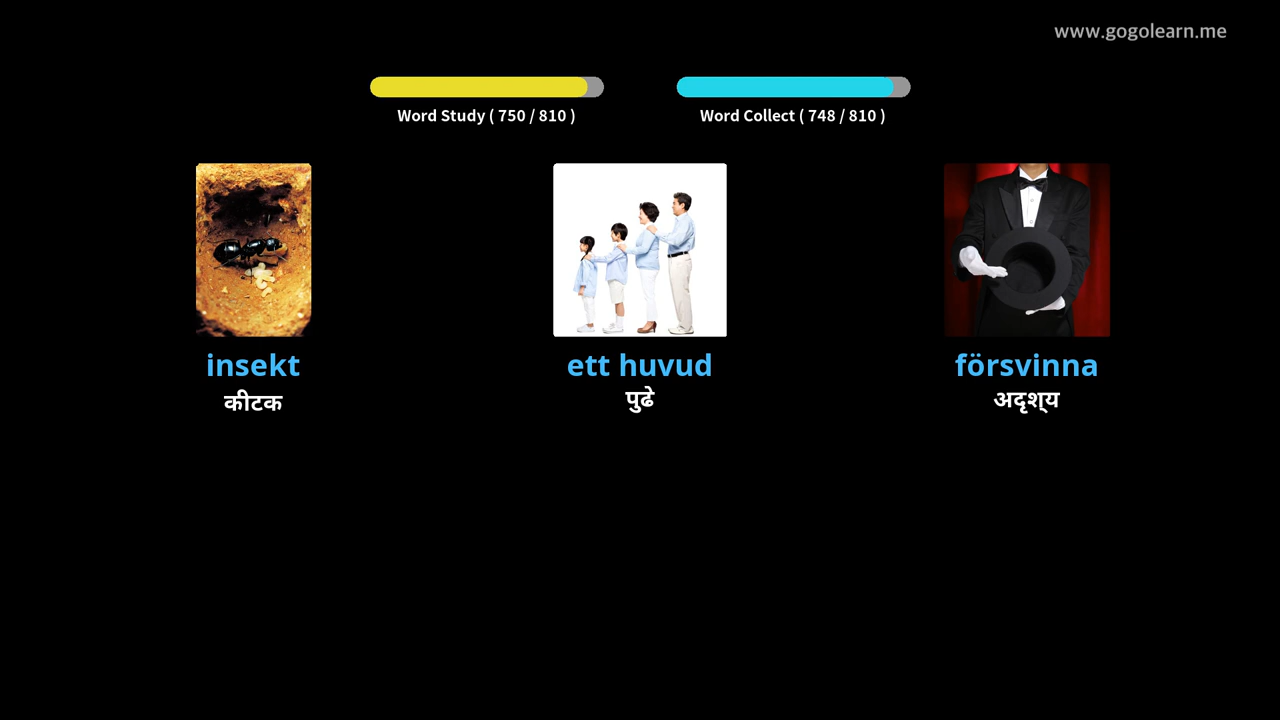 www.gogolearn.me
Word Study ( 750 / 810 )
Word Collect ( 748 / 810 )
insekt
कीटक
ett huvud
पुढे
försvinna
अदृश्य